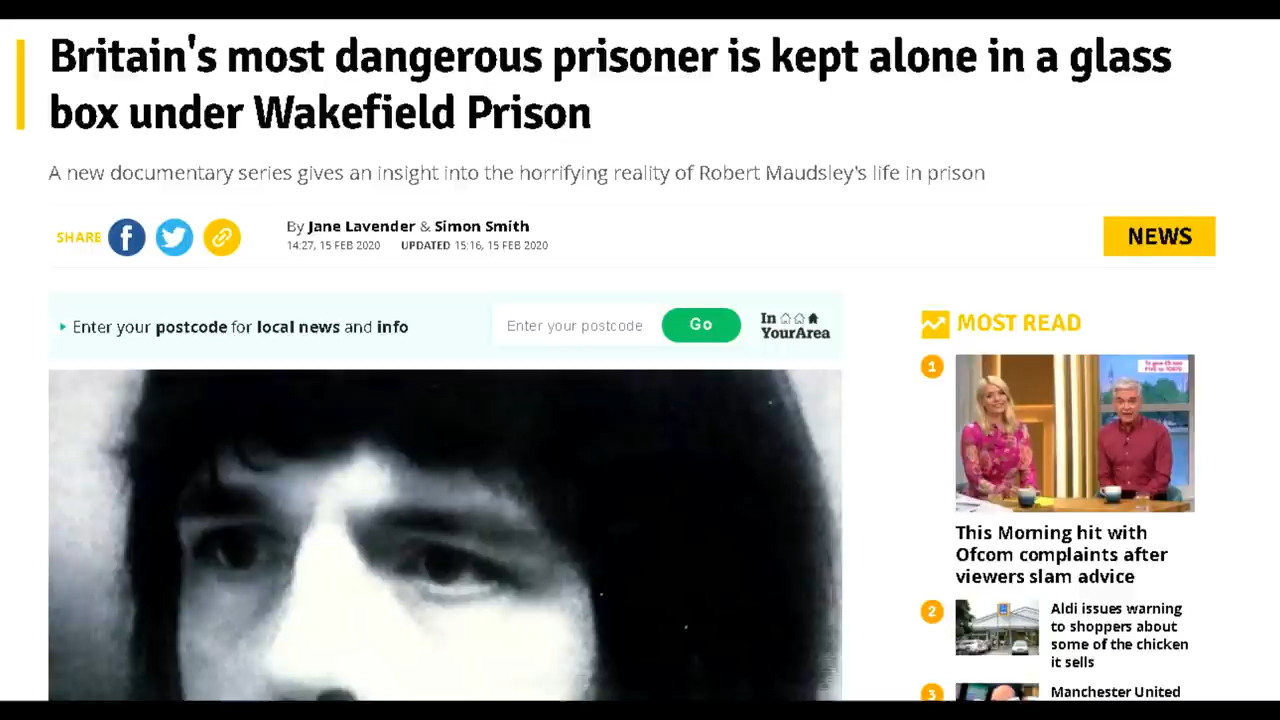 Britain's most dangerous prisoner is kept alone in a glass
box under Wakefield Prison
A new documentary series gives an insight into the horrifying reality of Robert Maudsley's life in prison
SHARE
By Jane Lavender & Simon Smith
14:27, 15 FEB 2020 UPDATED 15:16, 15 FEB 2020
NEWS
Enter your postcode for local news and info
Enter your postcode
Go
In
YourArea
MOST READ
1
This Morning hit with
Ofcom complaints after
viewers slam advice
2
Aldi issues warning
to shoppers about
some of the chicken
it sells
3
Manchester United